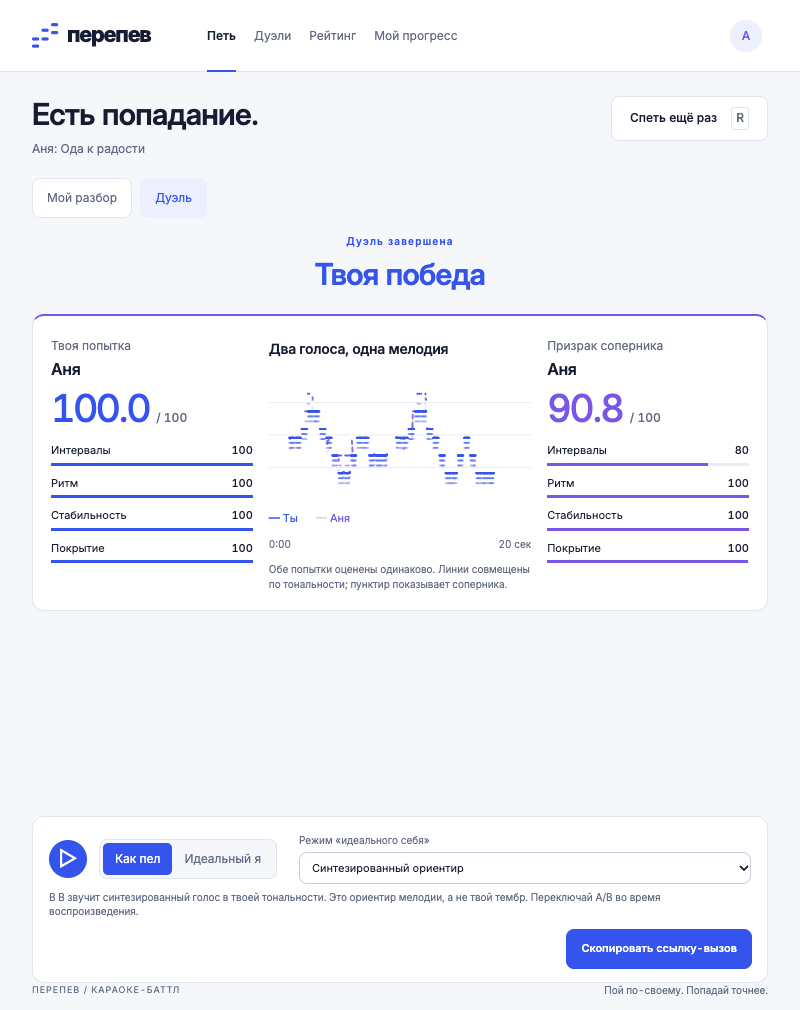 перепев
Петь
Дуэли
Рейтинг
Мой прогресс
А
Есть попадание.
Аня: Ода к радости
Спеть ещё раз R
Мой разбор
Дуэль
Дуэль завершена
Твоя победа
Твоя попытка
Аня
100.0 / 100
Интервалы 100
Ритм 100
Стабильность 100
Покрытие 100
Два голоса, одна мелодия
Ты
Аня
0:00
20 сек
Обе попытки оценены одинаково. Линии совмещены
по тональности; пунктир показывает соперника.
Призрак соперника
Аня
90.8 / 100
Интервалы 80
Ритм 100
Стабильность 100
Покрытие 100
Как пел
Идеальный я
Режим «идеального себя»
Синтезированный ориентир
В B звучит синтезированный голос в твоей тональности. Это ориентир мелодии, а не твой тембр. Переключай A/B во время
воспроизведения.
Скопировать ссылку-вызов
ПЕРЕПЕВ / КАРАОКЕ-БАТТЛ
Пой по-своему. Попадай точнее.